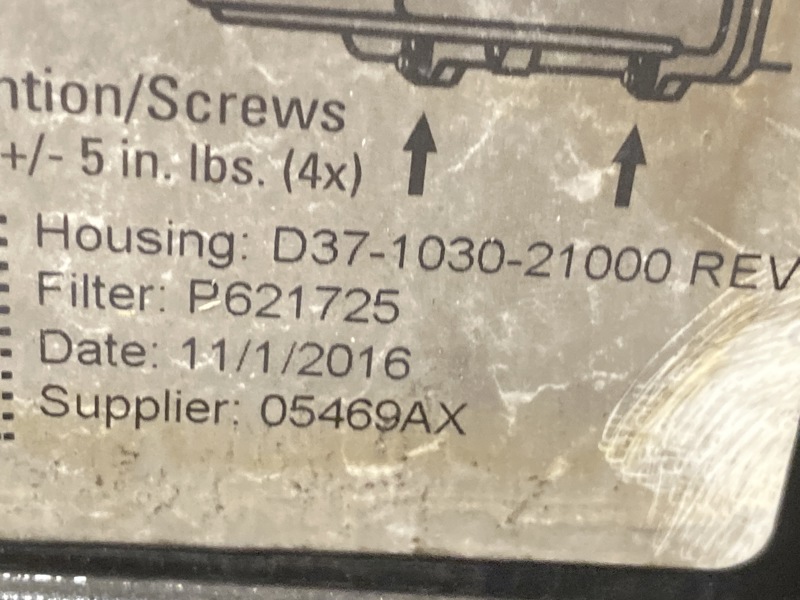 ntion/Screws
+/- 5 in. lbs. (4x)
Housing: D37-1030-21000 REV
Filter: P621725
Date: 11/1/2016
Supplier: 05469AX